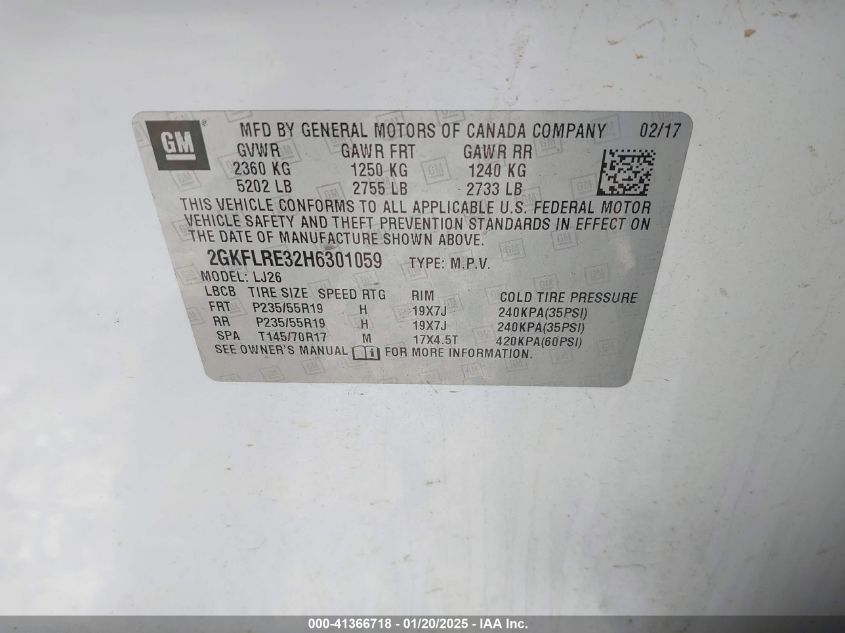 GM ® MFD BY GENERAL MOTORS OF CANADA COMPANY 02/17
GVWR GAWR FRT GAWR RR
2360 KG 1250 KG 1240 KG
5202 LB 2755 LB 2733 LB
THIS VEHICLE CONFORMS TO ALL APPLICABLE U.S. FEDERAL MOTOR
VEHICLE SAFETY AND THEFT PREVENTION STANDARDS IN EFFECT ON
THE DATE OF MANUFACTURE SHOWN ABOVE.
2GKFLRE32H6301059 TYPE: M.P.V.
MODEL: LJ26
LBCB TIRE SIZE SPEED RTG RIM COLD TIRE PRESSURE
FRT P235/55R19 H 19X7J 240KPA(35PSI)
RR P235/55R19 H 19X7J 240KPA(35PSI)
SPA T145/70R17 M 17X4.5T 420KPA(60PSI)
SEE OWNER'S MANUAL FOR MORE INFORMATION.
000-41366718 - 01/20/2025 - IAA Inc.